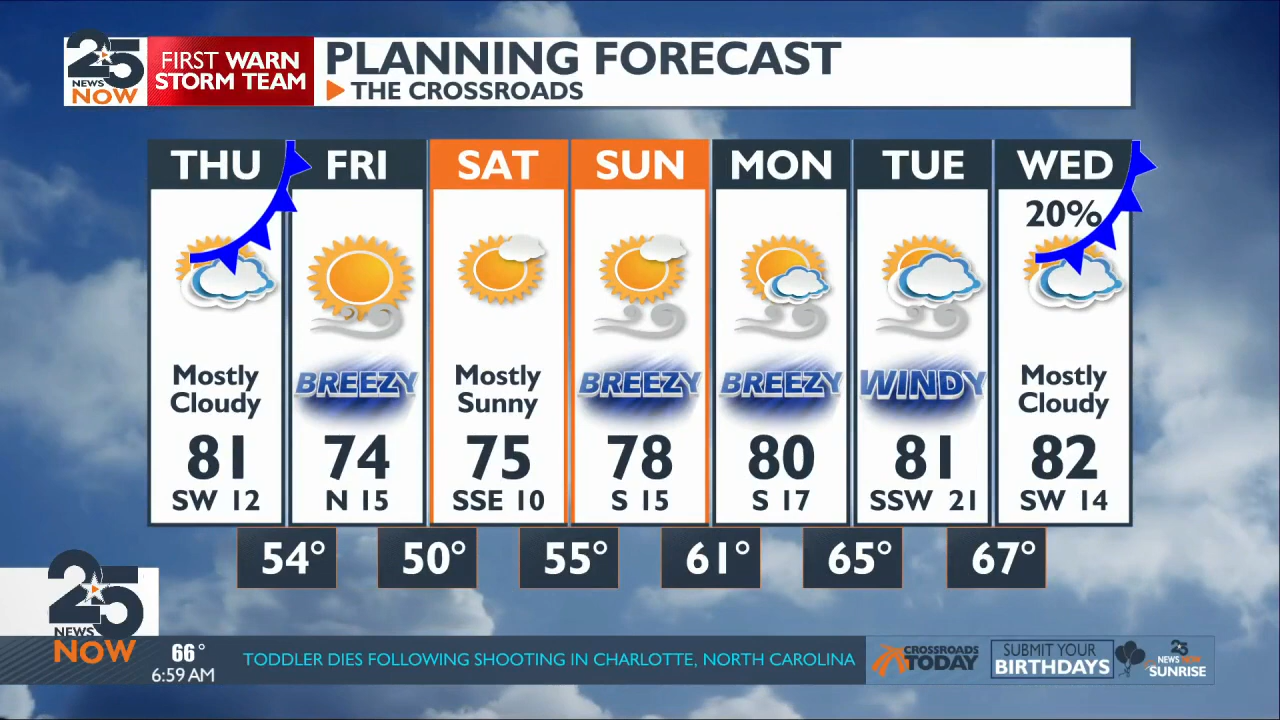 25
NEWS
NOW
FIRST WARN
STORM TEAM
PLANNING FORECAST
THE CROSSROADS
THU FRI SAT SUN MON TUE WED
20%
Mostly Cloudy BREEZY Mostly Sunny BREEZY BREEZY WINDY Mostly Cloudy
81 74 75 78 80 81 82
SW 12 N 15 SSE 10 S 15 S 17 SSW 21 SW 14
54° 50° 55° 61° 65° 67°
25
NEWS
NOW
66°
6:59 AM
TODDLER DIES FOLLOWING SHOOTING IN CHARLOTTE, NORTH CAROLINA
CROSSROADS
TODAY
SUBMIT YOUR
BIRTHDAYS
25
NEWS NOW
SUNRISE